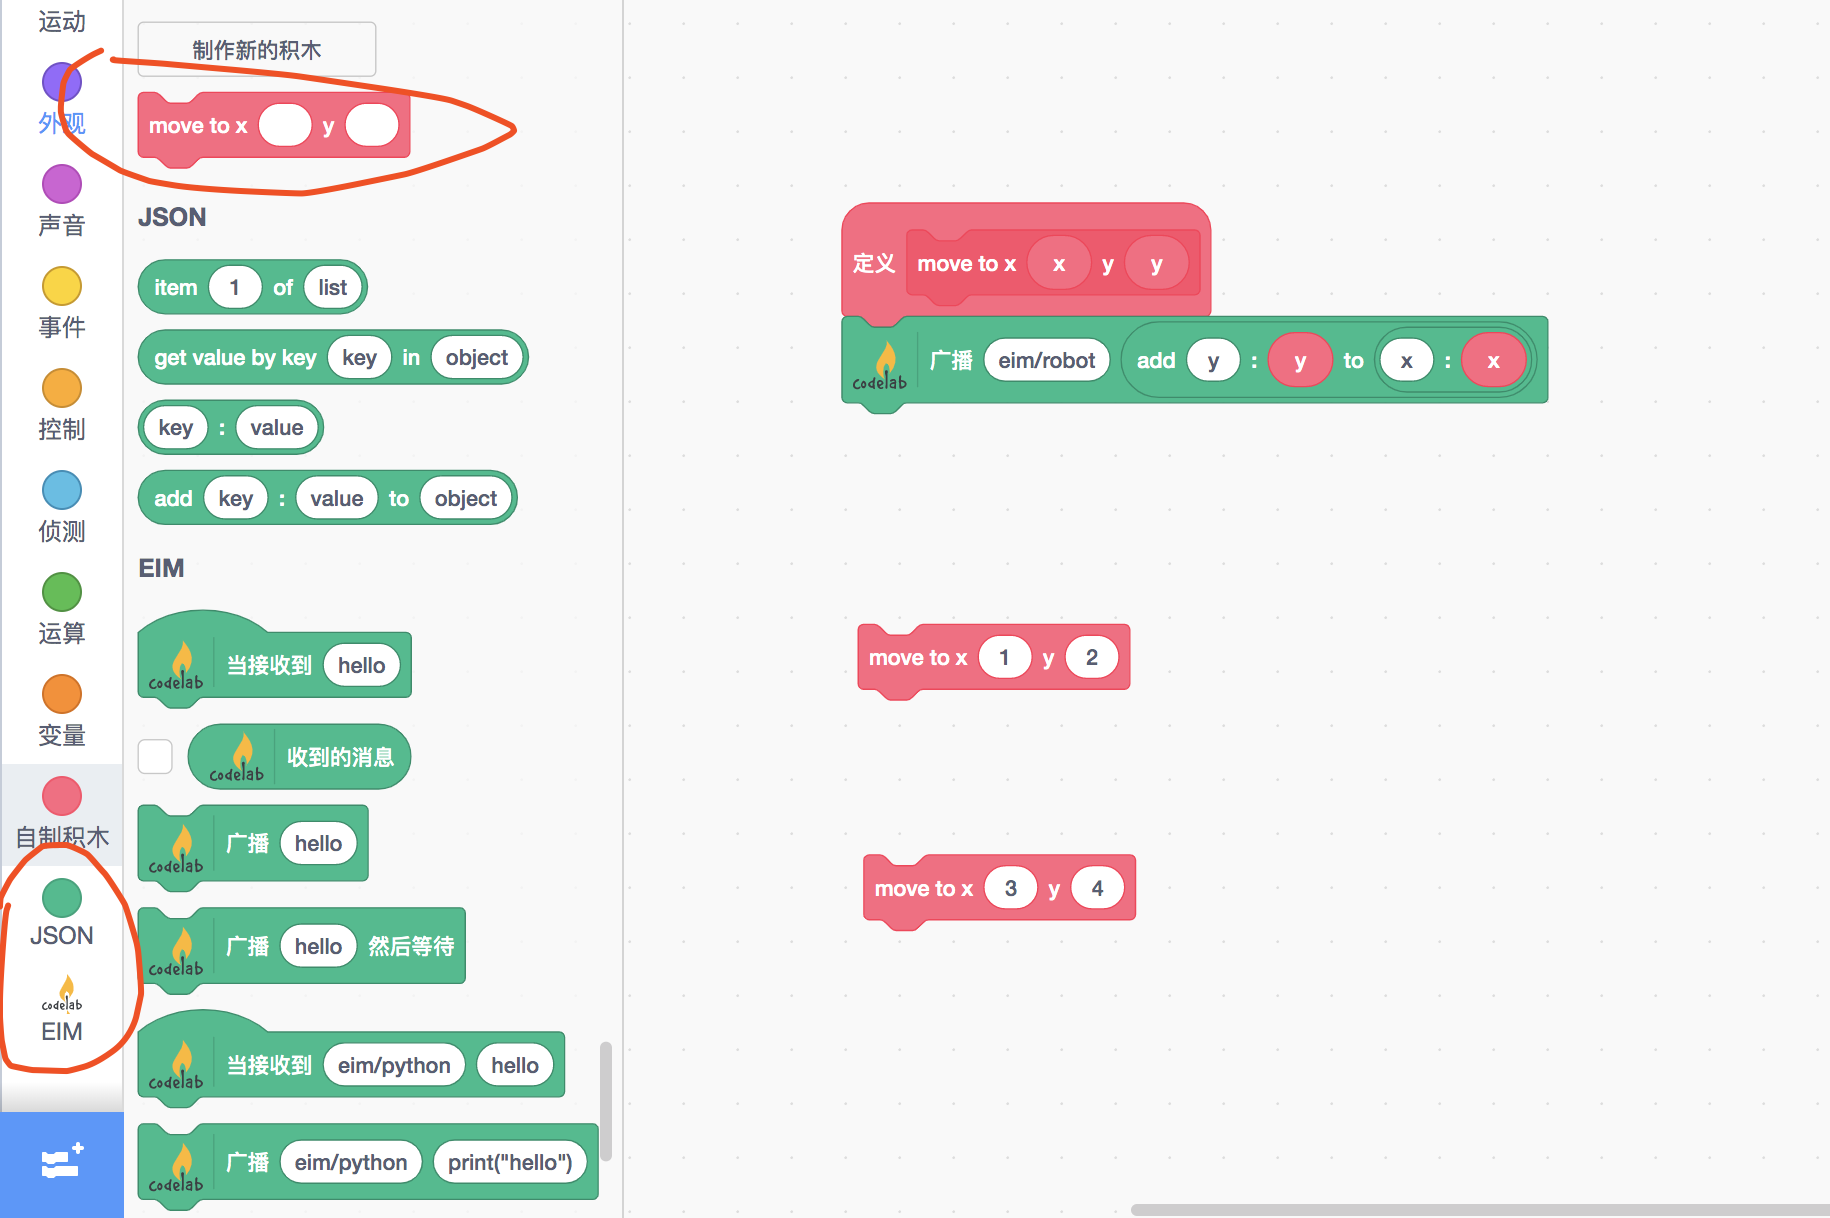 运动
外观
声音
事件
控制
侦测
运算
变量
自制积木
JSON
codelab
EIM
制作新的积木
move to x y
JSON
item 1 of list
get value by key key in object
key : value
add key : value to object
EIM
codelab 当接收到 hello
codelab 收到的消息
codelab 广播 hello
codelab 广播 hello 然后等待
codelab 当接收到 eim/python hello
codelab 广播 eim/python print("hello")
定义 move to x x y y
codelab 广播 eim/robot add y : y to x : x
move to x 1 y 2
move to x 3 y 4